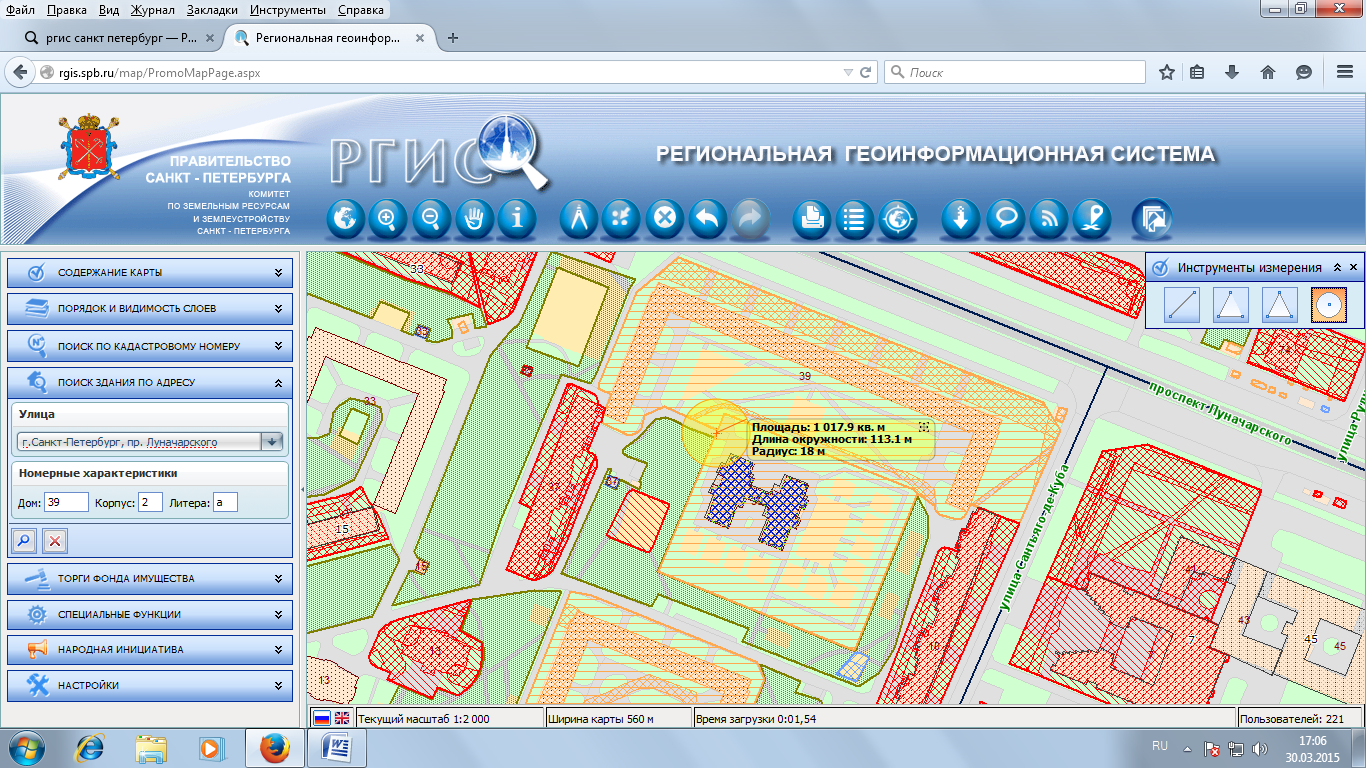 Файл Правка Вид Журнал Закладки Инструменты Справка
ргис санкт петербург — Р...
Региональная геоинфор...
rgis.spb.ru/map/PromoMapPage.aspx
Поиск
ПРАВИТЕЛЬСТВО
САНКТ - ПЕТЕРБУРГА
КОМИТЕТ
ПО ЗЕМЕЛЬНЫМ РЕСУРСАМ
И ЗЕМЛЕУСТРОЙСТВУ
САНКТ - ПЕТЕРБУРГА
РГИС
РЕГИОНАЛЬНАЯ ГЕОИНФОРМАЦИОННАЯ СИСТЕМА
СОДЕРЖАНИЕ КАРТЫ
ПОРЯДОК И ВИДИМОСТЬ СЛОЕВ
ПОИСК ПО КАДАСТРОВОМУ НОМЕРУ
ПОИСК ЗДАНИЯ ПО АДРЕСУ
Улица
г.Санкт-Петербург, пр. Луначарского
Номерные характеристики
Дом: 39 Корпус: 2 Литера: а
ТОРГИ ФОНДА ИМУЩЕСТВА
СПЕЦИАЛЬНЫЕ ФУНКЦИИ
НАРОДНАЯ ИНИЦИАТИВА
НАСТРОЙКИ
Инструменты измерения
33
33
39
Площадь: 1 017.9 кв. м
Длина окружности: 113.1 м
Радиус: 18 м
проспект Луначарского
улица Сантьяго-де-Куба
15
13
13
7
43
45
45
Текущий масштаб 1:2 000
Ширина карты 560 м
Время загрузки 0:01,54
Пользователей: 221
RU
17:06
30.03.2015